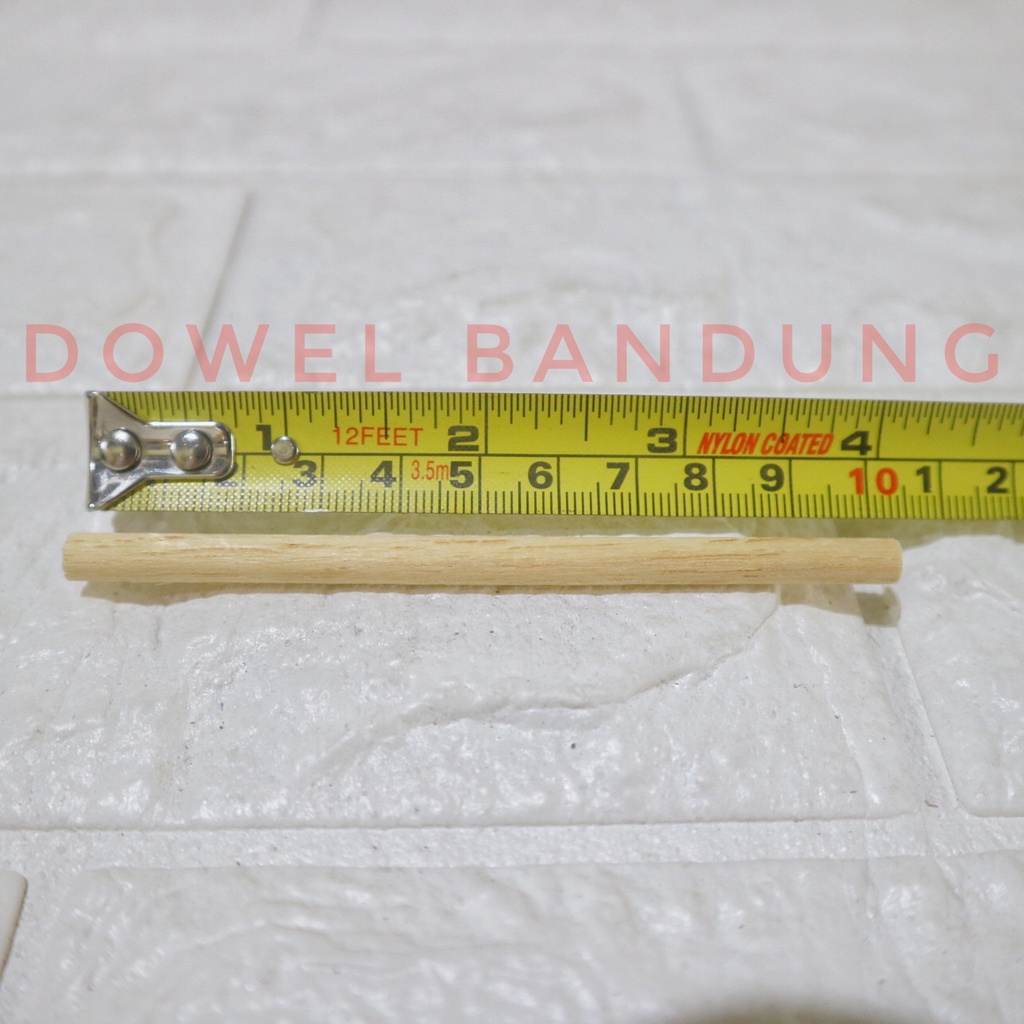 DOWEL BANDUNG
1 12FEET 2 3 NYLON COATED 4
3 4 3.5m 5 6 7 8 9 10 1 2